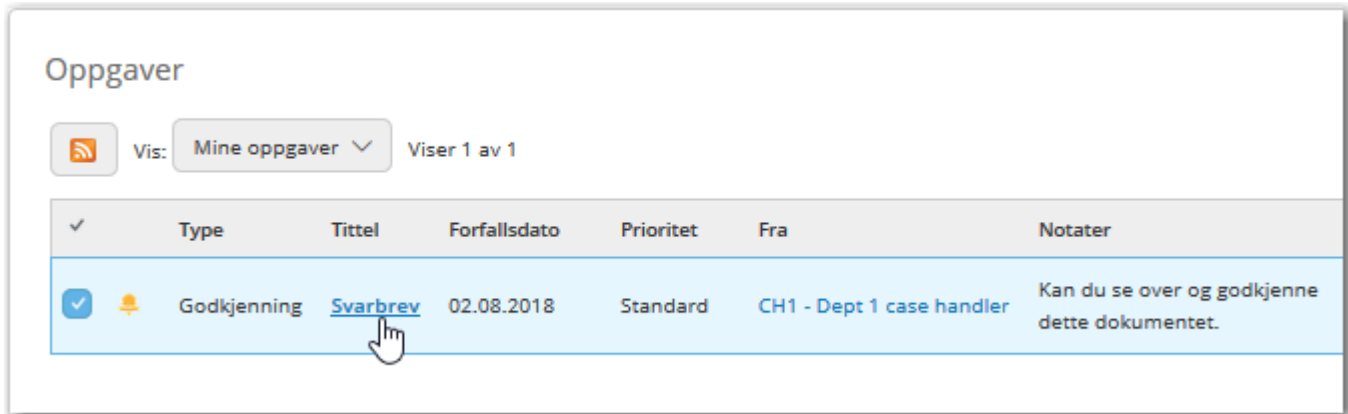 Oppgaver
Vis: Mine oppgaver Viser 1 av 1
Type Tittel Forfallsdato Prioritet Fra Notater
Godkjenning Svarbrev 02.08.2018 Standard CH1 - Dept 1 case handler Kan du se over og godkjenne
dette dokumentet.